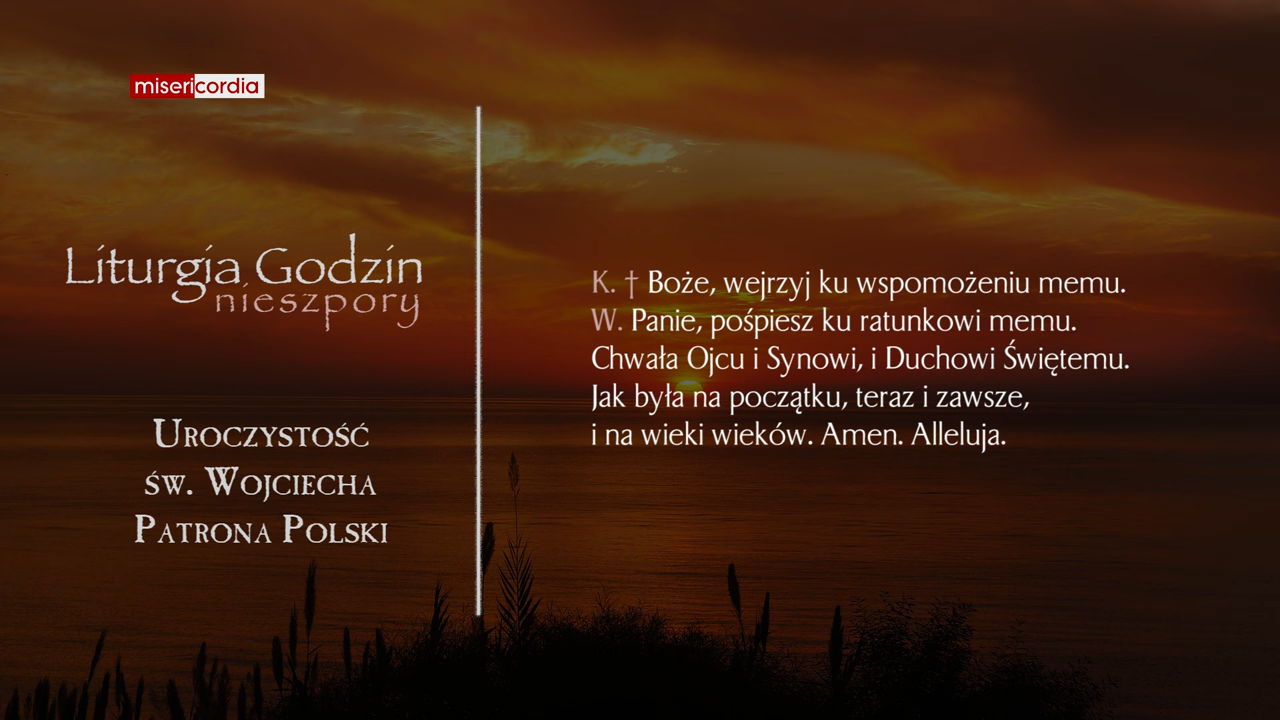 misericordia
Liturgia Godzin
nieszpory
Uroczystość
św. Wojciecha
Patrona Polski
K. † Boże, wejrzyj ku wspomożeniu memu.
W. Panie, pośpiesz ku ratunkowi memu.
Chwała Ojcu i Synowi, i Duchowi Świętemu.
Jak była na początku, teraz i zawsze,
i na wieki wieków. Amen. Alleluja.